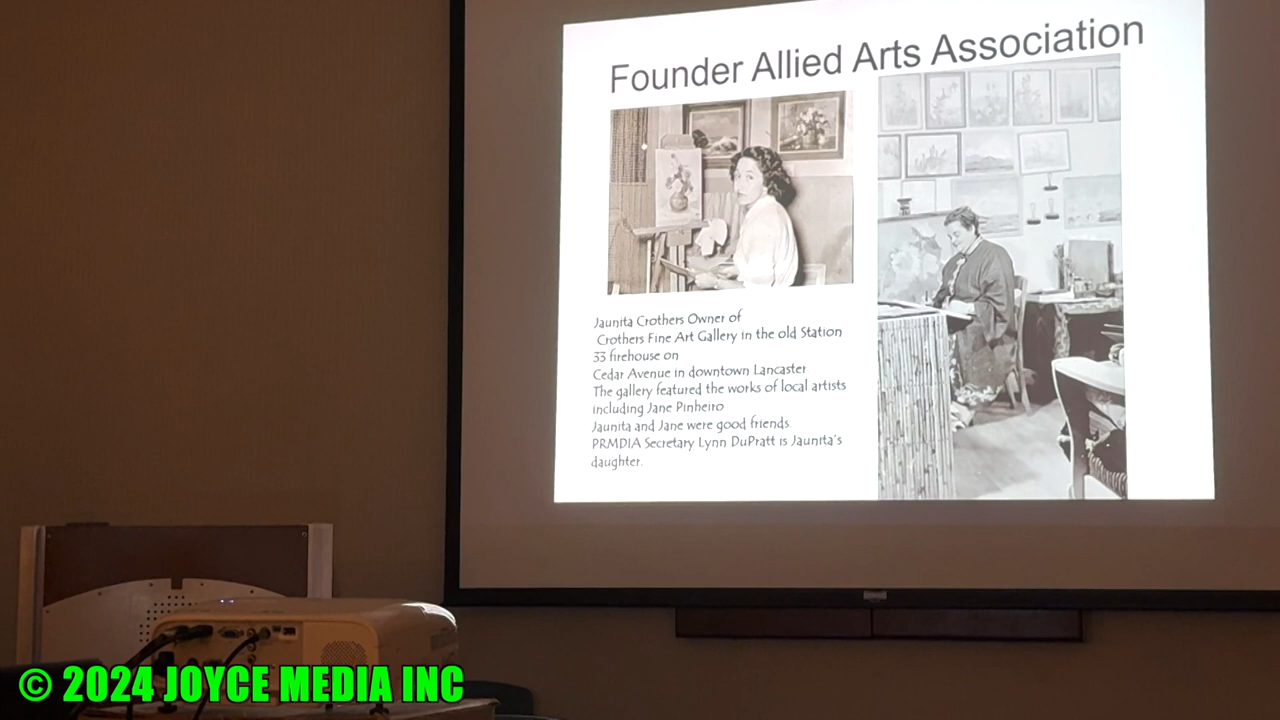 Founder Allied Arts Association
Jaunita Crothers Owner of
Crothers Fine Art Gallery in the old Station
33 firehouse on
Cedar Avenue in downtown Lancaster
The gallery featured the works of local artists
including Jane Pinheiro
Jaunita and Jane were good friends.
PRMDIA Secretary Lynn DuPratt is Jaunita's
daughter.
© 2024 JOYCE MEDIA INC